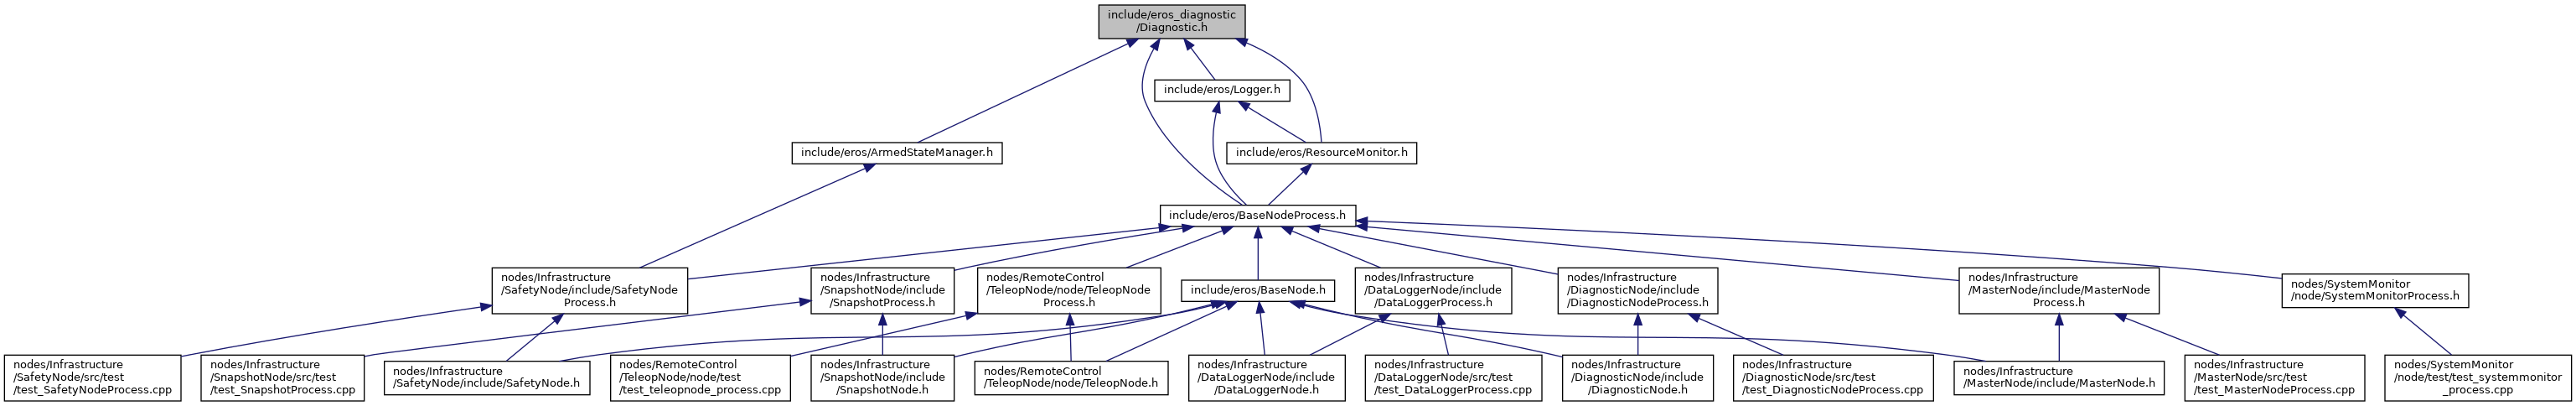 include/eros_diagnostic
/Diagnostic.h
include/eros/Logger.h
include/eros/ArmedStateManager.h
include/eros/ResourceMonitor.h
include/eros/BaseNodeProcess.h
nodes/Infrastructure
/SafetyNode/include/SafetyNode
Process.h
nodes/Infrastructure
/SnapshotNode/include
/SnapshotProcess.h
nodes/RemoteControl
/TeleopNode/node/TeleopNode
Process.h
include/eros/BaseNode.h
nodes/Infrastructure
/DataLoggerNode/include
/DataLoggerProcess.h
nodes/Infrastructure
/DiagnosticNode/include
/DiagnosticNodeProcess.h
nodes/Infrastructure
/MasterNode/include/MasterNode
Process.h
nodes/SystemMonitor
/node/SystemMonitorProcess.h
nodes/Infrastructure
/SafetyNode/src/test
/test_SafetyNodeProcess.cpp
nodes/Infrastructure
/SnapshotNode/src/test
/test_SnapshotProcess.cpp
nodes/Infrastructure
/SafetyNode/include/SafetyNode.h
nodes/RemoteControl
/TeleopNode/node/test
/test_teleopnode_process.cpp
nodes/Infrastructure
/SnapshotNode/include
/SnapshotNode.h
nodes/RemoteControl
/TeleopNode/node/TeleopNode.h
nodes/Infrastructure
/DataLoggerNode/include
/DataLoggerNode.h
nodes/Infrastructure
/DataLoggerNode/src/test
/test_DataLoggerProcess.cpp
nodes/Infrastructure
/DiagnosticNode/include
/DiagnosticNode.h
nodes/Infrastructure
/DiagnosticNode/src/test
/test_DiagnosticNodeProcess.cpp
nodes/Infrastructure
/MasterNode/include/MasterNode.h
nodes/Infrastructure
/MasterNode/src/test
/test_MasterNodeProcess.cpp
nodes/SystemMonitor
/node/test/test_systemmonitor
_process.cpp